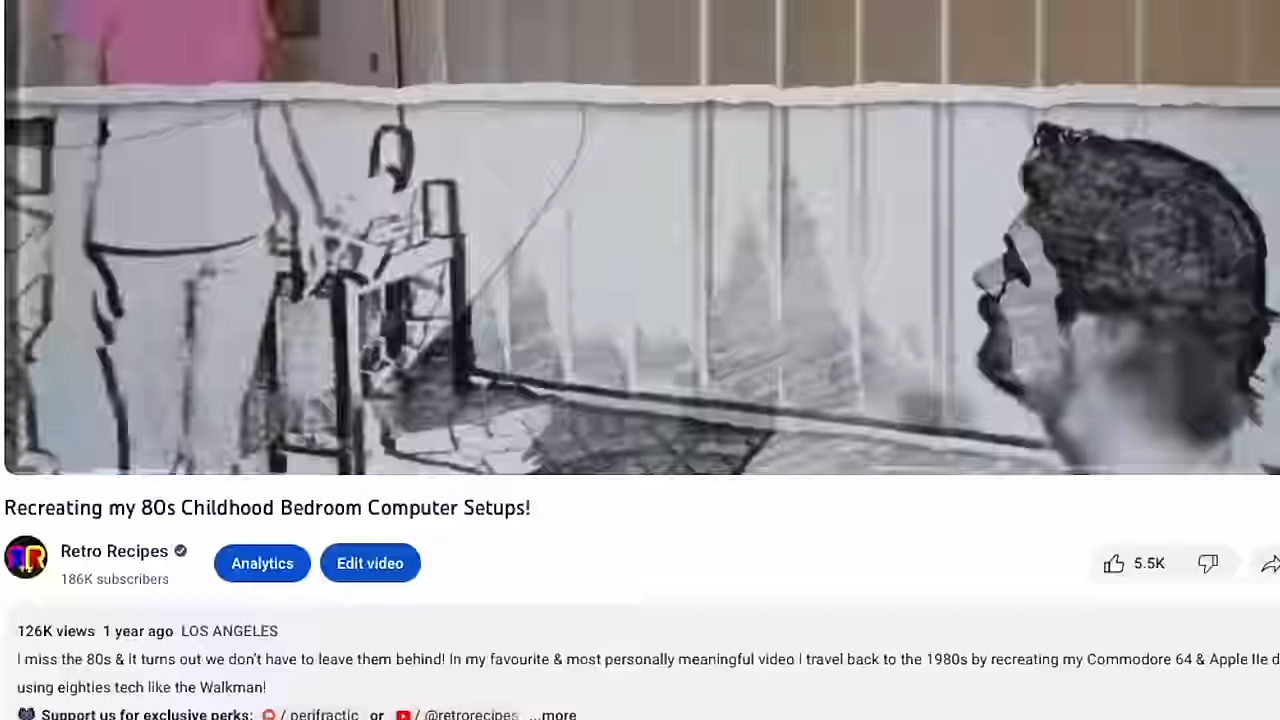 Recreating my 80s Childhood Bedroom Computer Setups!
Retro Recipes
186K subscribers
Analytics
Edit video
5.5K
126K views 1 year ago LOS ANGELES
I miss the 80s & it turns out we don't have to leave them behind! In my favourite & most personally meaningful video I travel back to the 1980s by recreating my Commodore 64 & Apple IIe d
using eighties tech like the Walkman!
Support us for exclusive perks: / perifractic or / @retrorecipes ...more